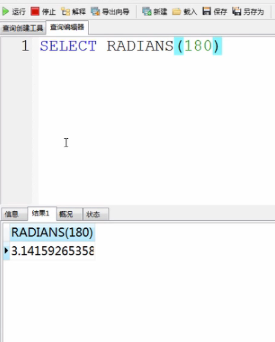 运行 停止 解释 导出向导 新建 载入 保存 另存为
查询创建工具 查询编辑器
1 SELECT RADIANS(180)
信息 结果1 概况 状态
RADIANS(180)
3.14159265358